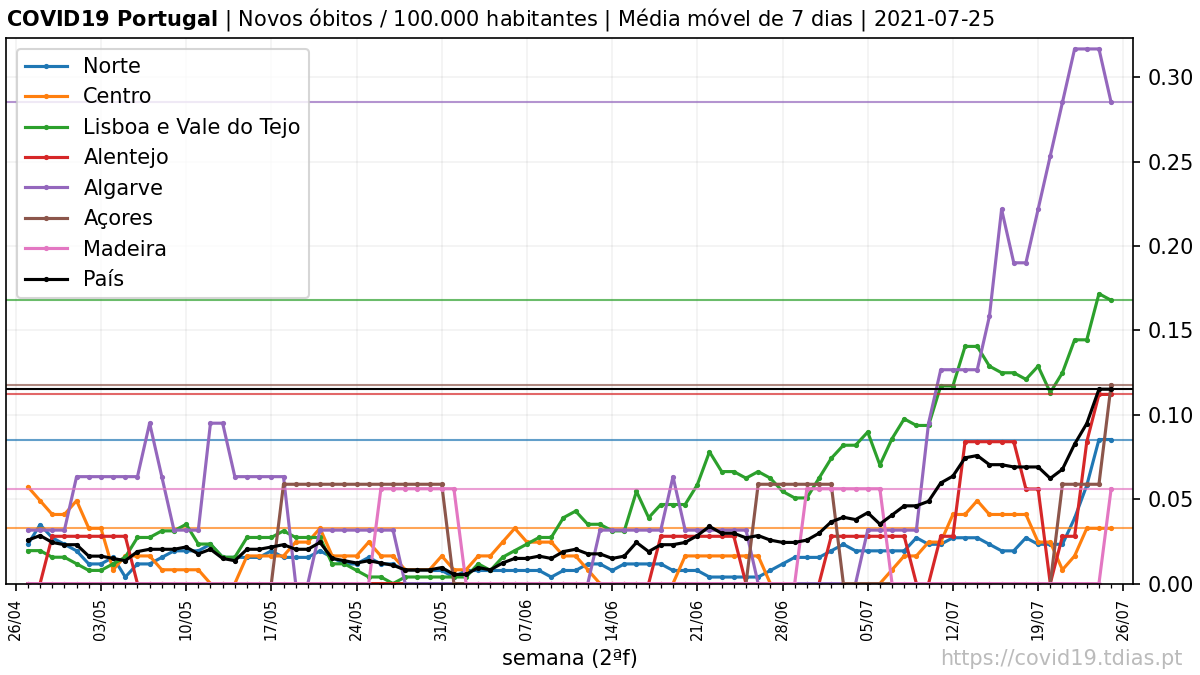 COVID19 Portugal | Novos óbitos / 100.000 habitantes | Média móvel de 7 dias | 2021-07-25
Norte
Centro
Lisboa e Vale do Tejo
Alentejo
Algarve
Açores
Madeira
País
0.30
0.25
0.20
0.15
0.10
0.05
0.00
26/04 03/05 10/05 17/05 24/05 31/05 07/06 14/06 21/06 28/06 05/07 12/07 19/07 26/07
semana (2ªf)
https://covid19.tdias.pt